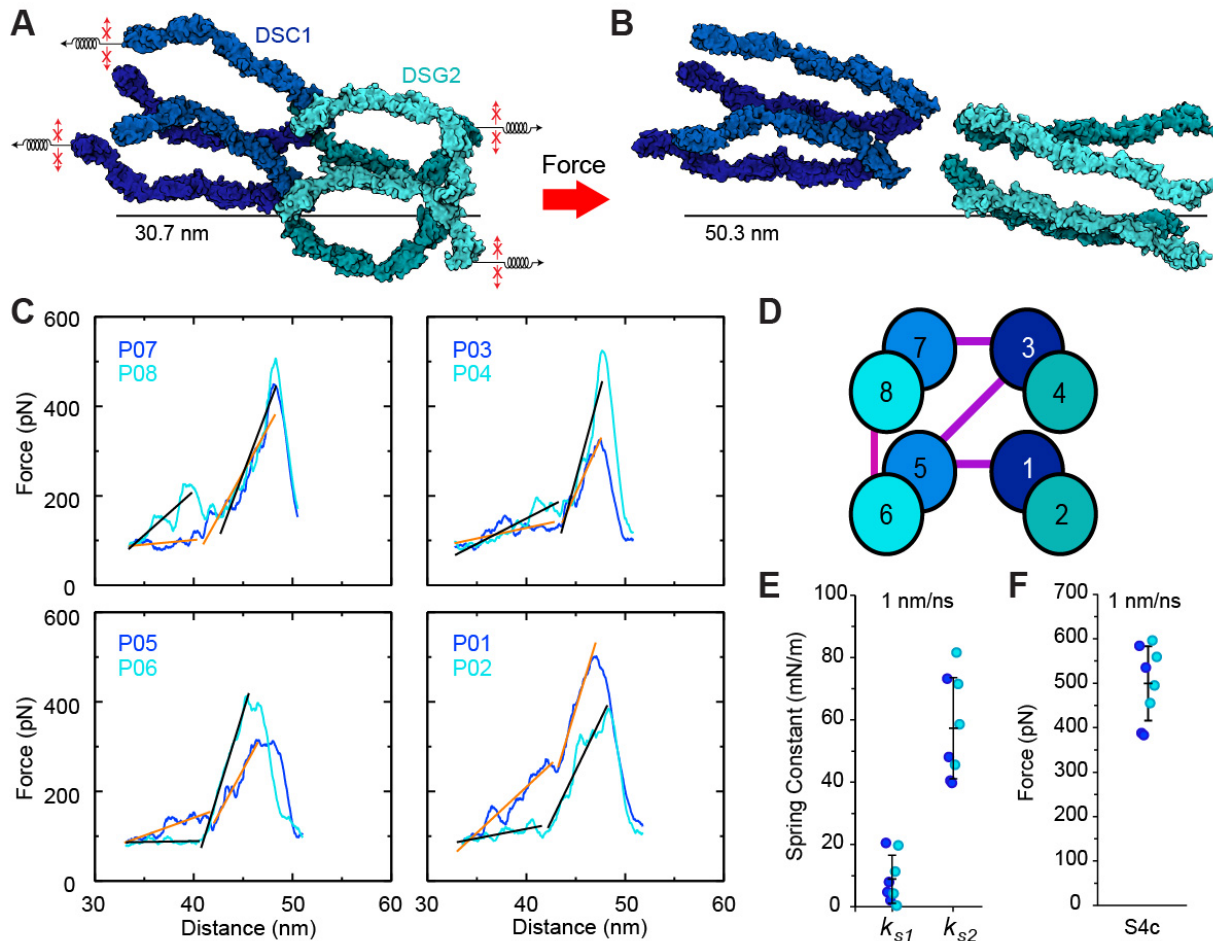 A
DSC1
DSG2
30.7 nm
Force
B
50.3 nm
C
Force (pN)
600
400
200
0
P07
P08
P03
P04
Force (pN)
600
400
200
0
P05
P06
P01
P02
30 40 50 60
30 40 50 60
Distance (nm)
Distance (nm)
D
7 3
8 4
5 1
6 2
E
1 nm/ns
Spring Constant (mN/m)
100
80
60
40
20
0
ks1 ks2
F
1 nm/ns
Force (pN)
700
600
500
400
300
200
100
0
S4c